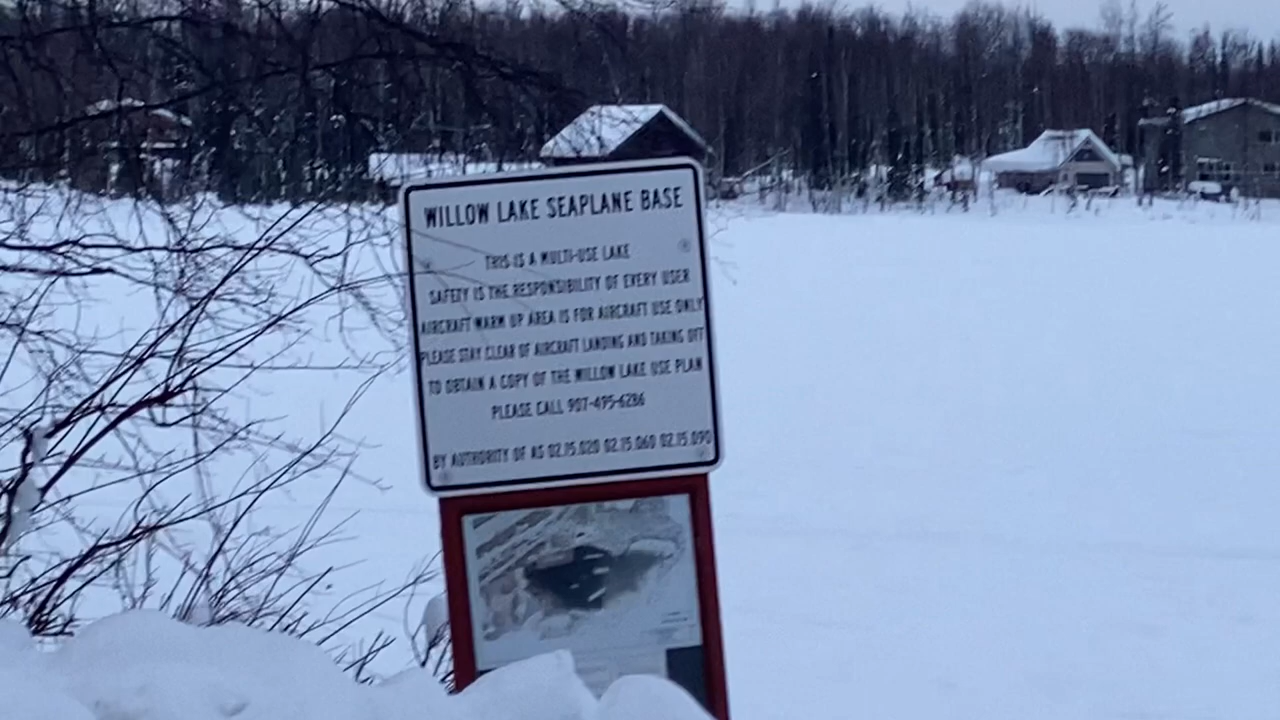 WILLOW LAKE SEAPLANE BASE
THIS IS A MULTI-USE LAKE
SAFETY IS THE RESPONSIBILITY OF EVERY USER
AIRCRAFT WARM UP AREA IS FOR AIRCRAFT USE ONLY
PLEASE STAY CLEAR OF AIRCRAFT LANDING AND TAKING OFF
TO OBTAIN A COPY OF THE WILLOW LAKE USE PLAN
PLEASE CALL 907-495-6286
BY AUTHORITY OF AS 02.15.020 02.15.060 02.15.090